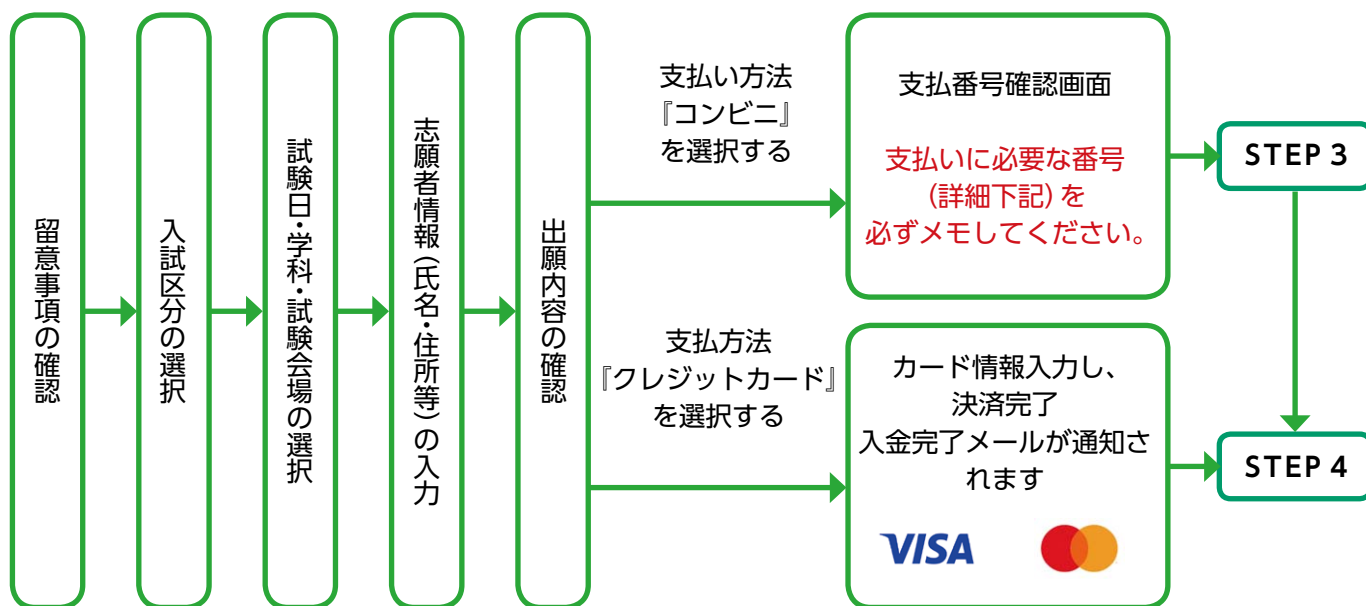 留意事項の確認
入試区分の選択
試験日・学科・試験会場の選択
志願者情報(氏名・住所等)の入力
出願内容の確認
支払い方法
『コンビニ』
を選択する
支払番号確認画面
支払いに必要な番号
(詳細下記)を
必ずメモしてください。
STEP 3
支払方法
『クレジットカード』
を選択する
カード情報入力し、
決済完了
入金完了メールが通知さ
れます
VISA
STEP 4